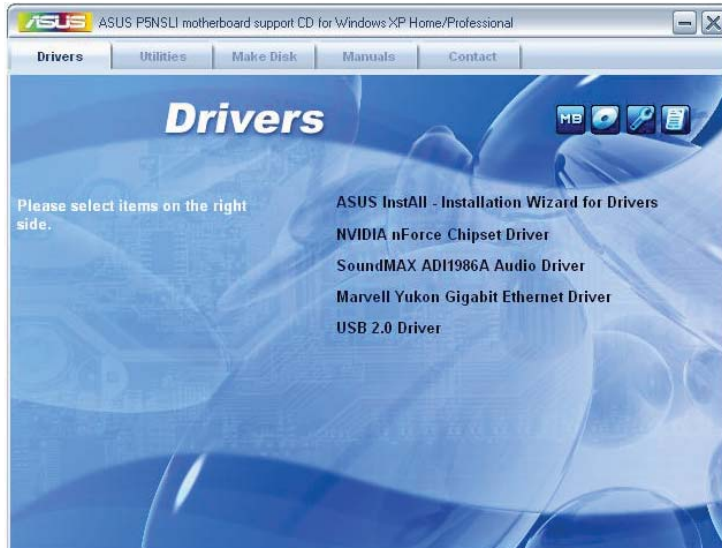 ASUS ASUS P5NSLI motherboard support CD for Windows XP Home/Professional
Drivers Utilities Make Disk Manuals Contact
Drivers
MB
Please select items on the right
side.
ASUS InstAll - Installation Wizard for Drivers
NVIDIA nForce Chipset Driver
SoundMAX ADI1986A Audio Driver
Marvell Yukon Gigabit Ethernet Driver
USB 2.0 Driver